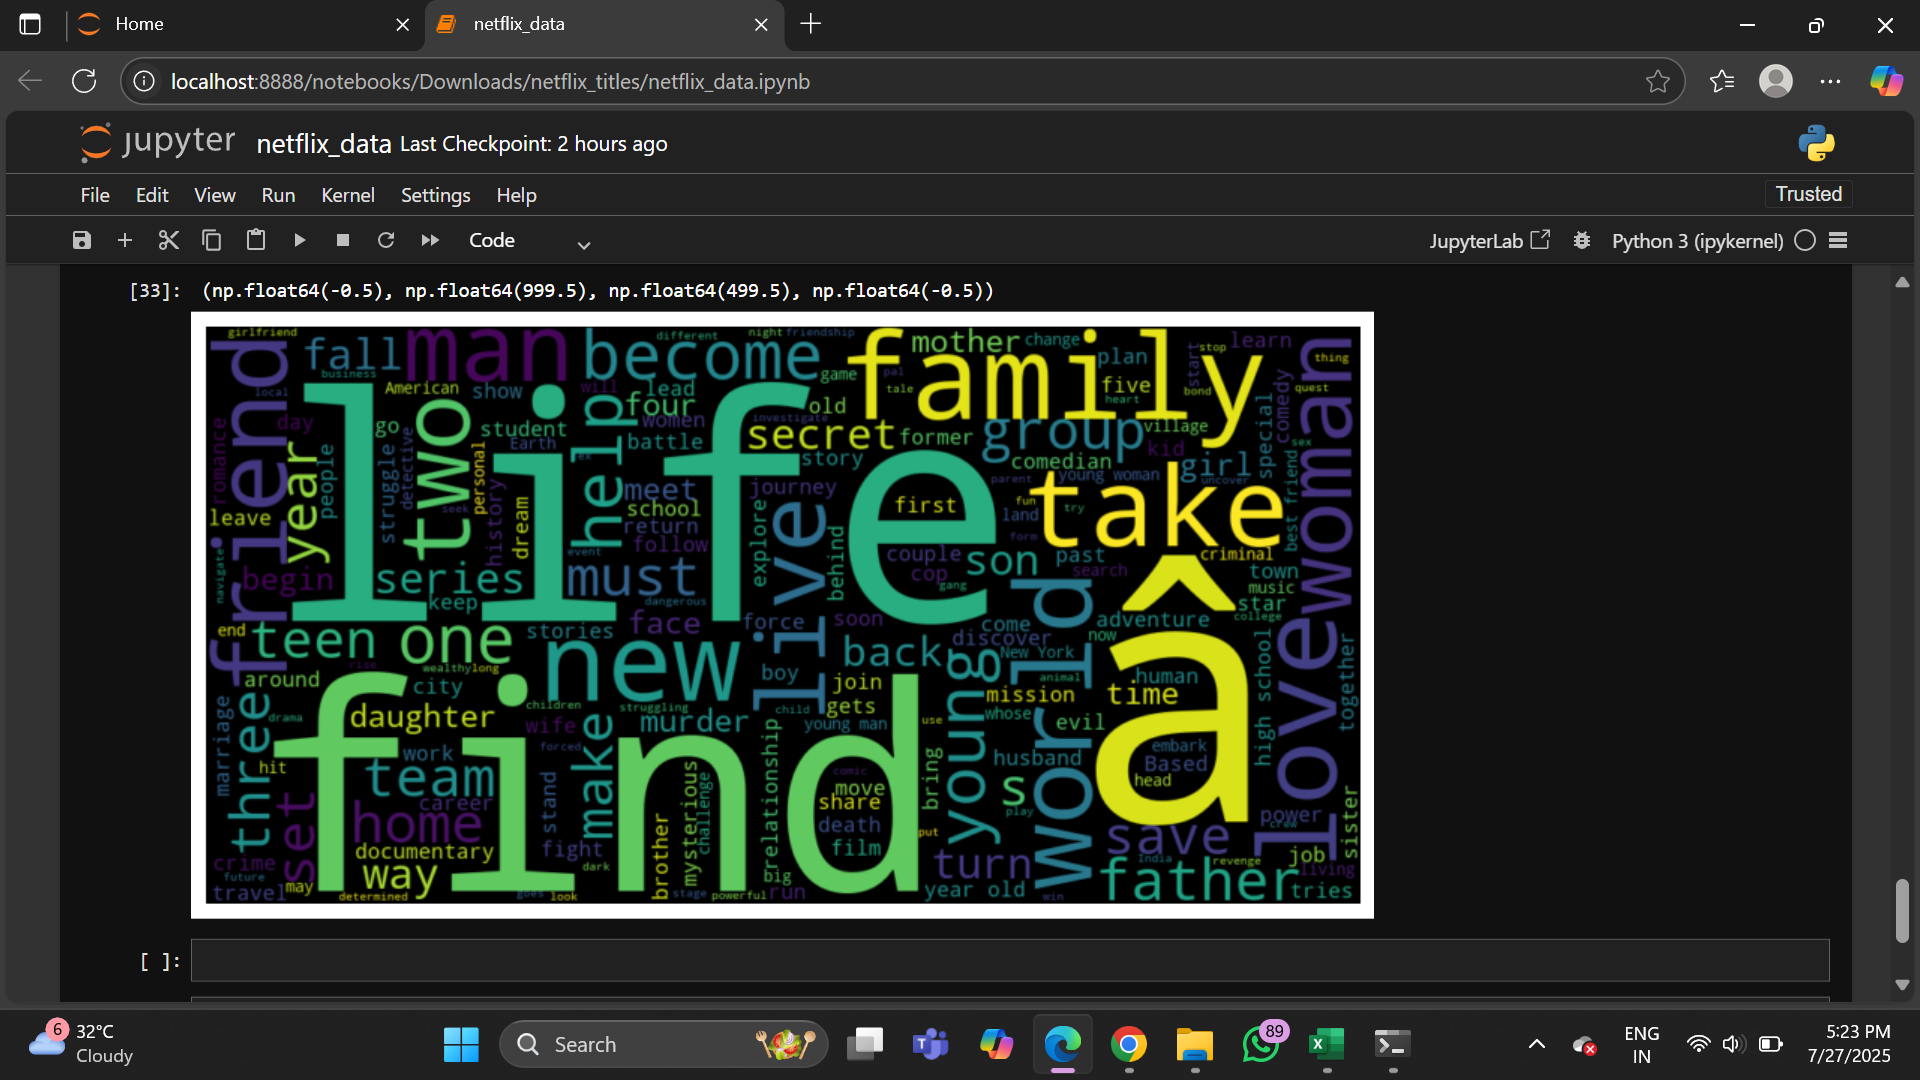 Home
netflix_data
localhost:8888/notebooks/Downloads/netflix_titles/netflix_data.ipynb
jupyter netflix_data Last Checkpoint: 2 hours ago
File Edit View Run Kernel Settings Help
Trusted
Code
JupyterLab
Python 3 (ipykernel)
[33]: (np.float64(-0.5), np.float64(999.5), np.float64(499.5), np.float64(-0.5))
girlfriend
different
night
friendship
fall
man
become
family
mother
change
plan
start
stop
learn
thing
business
local
American
show
will
lead
game
pal
tale
five
heart
bond
quest
friend
life
two
help
four
women
old
investigate
secret
former
group
village
special
comedy
woman
day
go
student
Earth
battle
story
comedian
kid
sex
romance
year
people
struggle
detective
personal
sex
meet
journey
parent
young woman
girl
uncover
best friend
leave
history
seek
dream
school
return
follow
explore
live
behind
first
fun
land
try
form
take
navigate
begin
series
keep
event
must
dangerous
couple
cop
gang
son
past
search
criminal
town
music
star
college
end
teen
one
stories
face
force
soon
come
discover
New York
now
adventure
world
love
around
rise
wealthy
long
new
back
boy
join
gets
young
animal
mission
whose
human
time
â
high school
together
marriage
three
drama
city
daughter
children
struggling
wife
murder
child
young man
use
evil
find
hit
work
team
forced
make
mysterious
challenge
relationship
comic
move
share
bring
husband
s
play
embark
Based
head
power
crew
sister
set
home
career
stand
death
film
put
save
India
revenge
job
living
crime
future
travel
may
documentary
way
determined
fight
dark
goes
look
brother
stage
powerful
big
run
turn
year old
win
father
tries
[ ]:
6
32°C
Cloudy
Search
89
ENG
IN
5:23 PM
7/27/2025